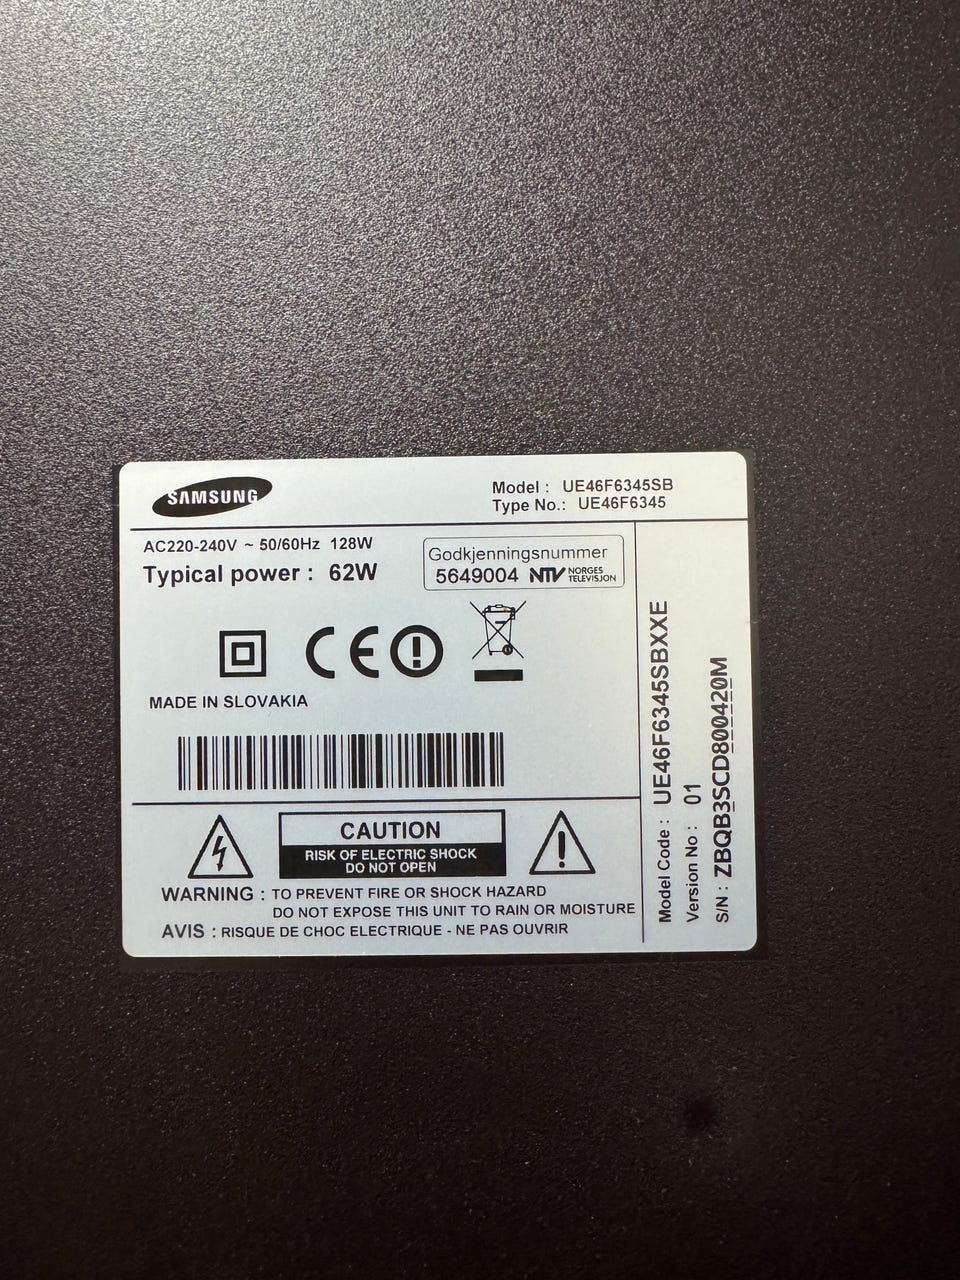 SAMSUNG
Model : UE46F6345SB
Type No.: UE46F6345
AC220-240V ~ 50/60Hz 128W
Typical power : 62W
Godkjenningsnummer
5649004 NTV NORGES TELEVISJON
MADE IN SLOVAKIA
CAUTION
RISK OF ELECTRIC SHOCK
DO NOT OPEN
WARNING : TO PREVENT FIRE OR SHOCK HAZARD
DO NOT EXPOSE THIS UNIT TO RAIN OR MOISTURE
AVIS : RISQUE DE CHOC ELECTRIQUE - NE PAS OUVRIR
Model Code : UE46F6345SBXXE
Version No : 01
S/N : ZBQB3SCD800420M